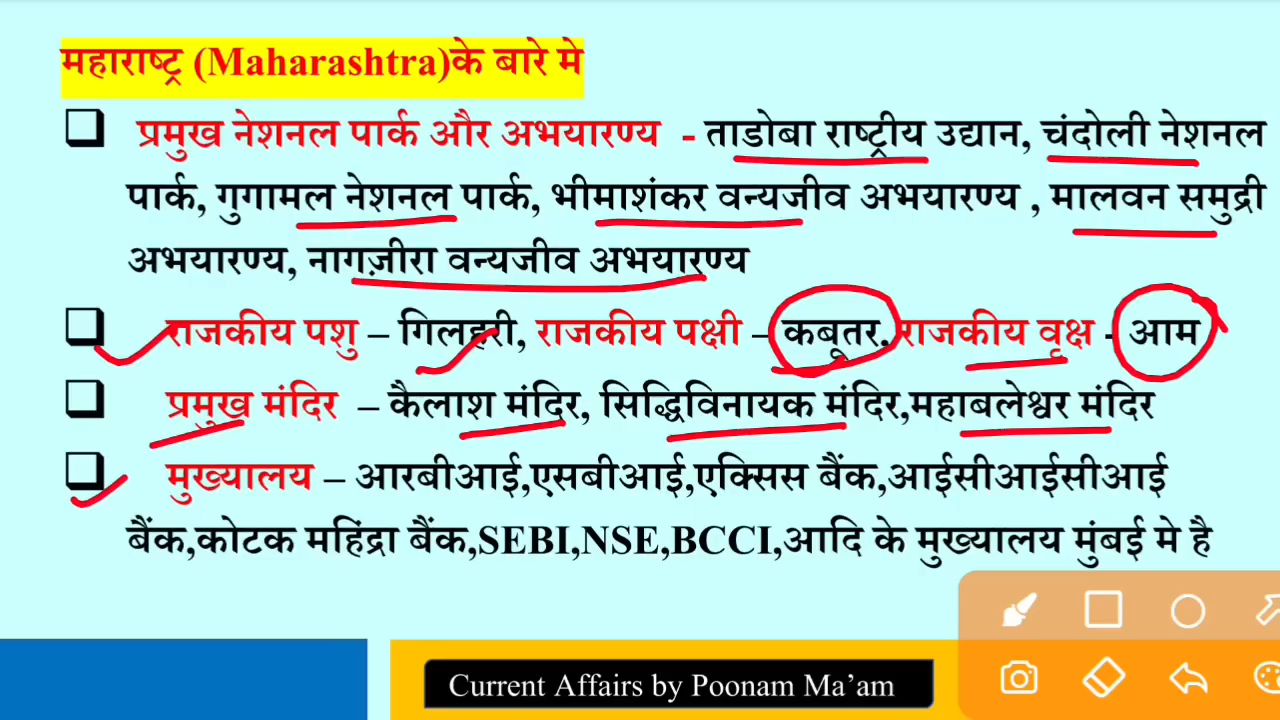 महाराष्ट्र (Maharashtra)के बारे मे
प्रमुख नेशनल पार्क और अभयारण्य - ताडोबा राष्ट्रीय उद्यान, चंदोली नेशनल
पार्क, गुगामल नेशनल पार्क, भीमाशंकर वन्यजीव अभयारण्य , मालवन समुद्री
अभयारण्य, नागज़ीरा वन्यजीव अभयारण्य
राजकीय पशु – गिलहरी, राजकीय पक्षी – कबूतर, राजकीय वृक्ष - आम
प्रमुख मंदिर – कैलाश मंदिर, सिद्धिविनायक मंदिर,महाबलेश्वर मंदिर
मुख्यालय – आरबीआई,एसबीआई,एक्सिस बैंक,आईसीआईसीआई
बैंक,कोटक महिंद्रा बैंक,SEBI,NSE,BCCI,आदि के मुख्यालय मुंबई मे है
Current Affairs by Poonam Ma’am